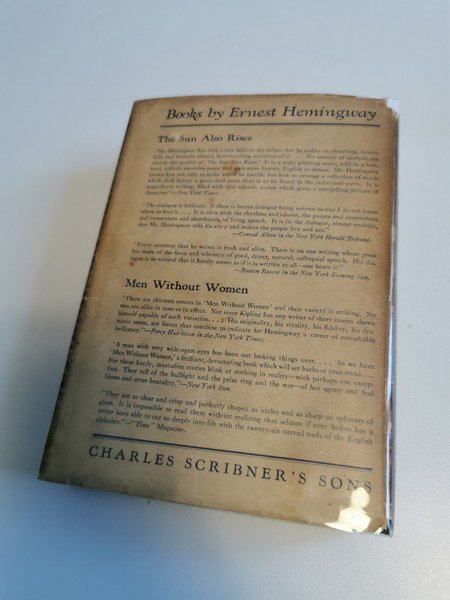 Books by Ernest Hemingway
The Sun Also Rises
"Mr. Hemingway has such a sure hold on his values that he makes an absorbing, beauti-
fully and tenderly absurd, heartbreaking narrative of it. . . . No amount of analysis can
convey the quality of 'The Sun Also Rises.' It is a truly gripping story, told in a lean,
hard, athletic narrative prose that puts more literary English to shame. Mr. Hemingway
knows how not only to make words be specific but how to arrange a collection of words
which shall betray a great deal more than is to be found in the individual parts. It is
magnificent writing, filled with that organic action which gives a compelling picture of
character."—New York Times.
"The dialogue is brilliant. If there is better dialogue being written to-day I do not know
where to find it. . . . It is alive with the rhythms and idioms, the pauses and suspensions
and innuendoes and shorthands, of living speech. It is in the dialogue, almost entirely,
that Mr. Hemingway tells his story and makes the people live and act."
—Conrad Aiken in the New York Herald Tribune.
"Every sentence that he writes is fresh and alive. There is no one writing whose prose
has more of the force and vibrancy of good, direct, natural, colloquial speech. His dia-
logue is so natural that it hardly seems as if it is written at all—one hears it."
—Burton Rascoe in the New York Evening Sun.
Men Without Women
"There are thirteen stories in 'Men Without Women' and their variety is striking. No
two are alike in tone or in effect. Not since Kipling has any writer of short stories shown
himself capable of such variation. . . . His originality, his vitality, his fidelity, his dra-
matic sense, are forces that combine to indicate for Hemingway a career of remarkable
brilliancy."—Percy Hutchison in the New York Times.
"A man with very wide-open eyes has been out looking things over. . . . So we have
'Men Without Women,' a brilliant, devastating book which will set barbs in your mind. . . .
For these hardy, masculine stories blink at nothing in reality—with perhaps one excep-
tion. They tell of the bullfight and the prize ring and the war—of hot agony and foul
blows and utter brutality."—New York Sun.
"They are so clear and crisp and perfectly shaped as icicles and as sharp as splinters of
glass. It is impossible to read them without realizing that seldom if ever before has a
writer been able to cut so deeply into life with the twenty-six curved tools of the English
alphabet."—"Time" Magazine.
CHARLES SCRIBNER'S SONS